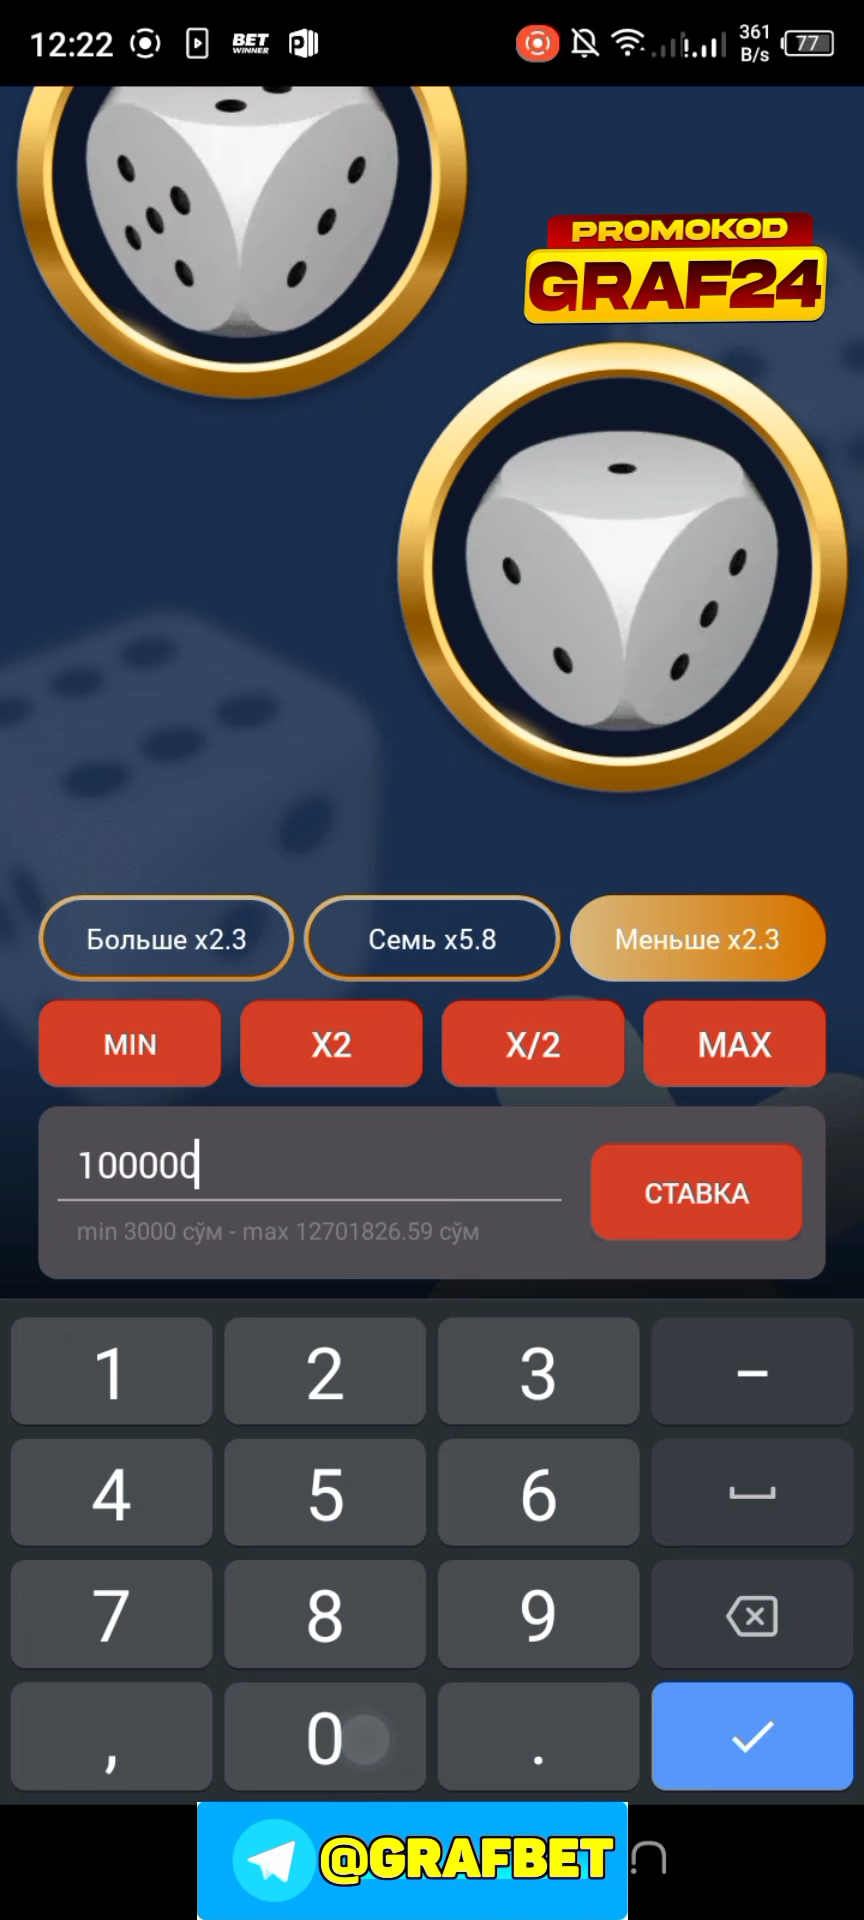 12:22
BET
WINNER
361
B/s
77
PROMOKOD
GRAF24
Больше x2.3
Семь x5.8
Меньше x2.3
MIN
X2
X/2
MAX
100000
СТАВКА
min 3000 сўм - max 12701826.59 сўм
1
2
3
–
4
5
6
7
8
9
,
0
.
@GRAFBET